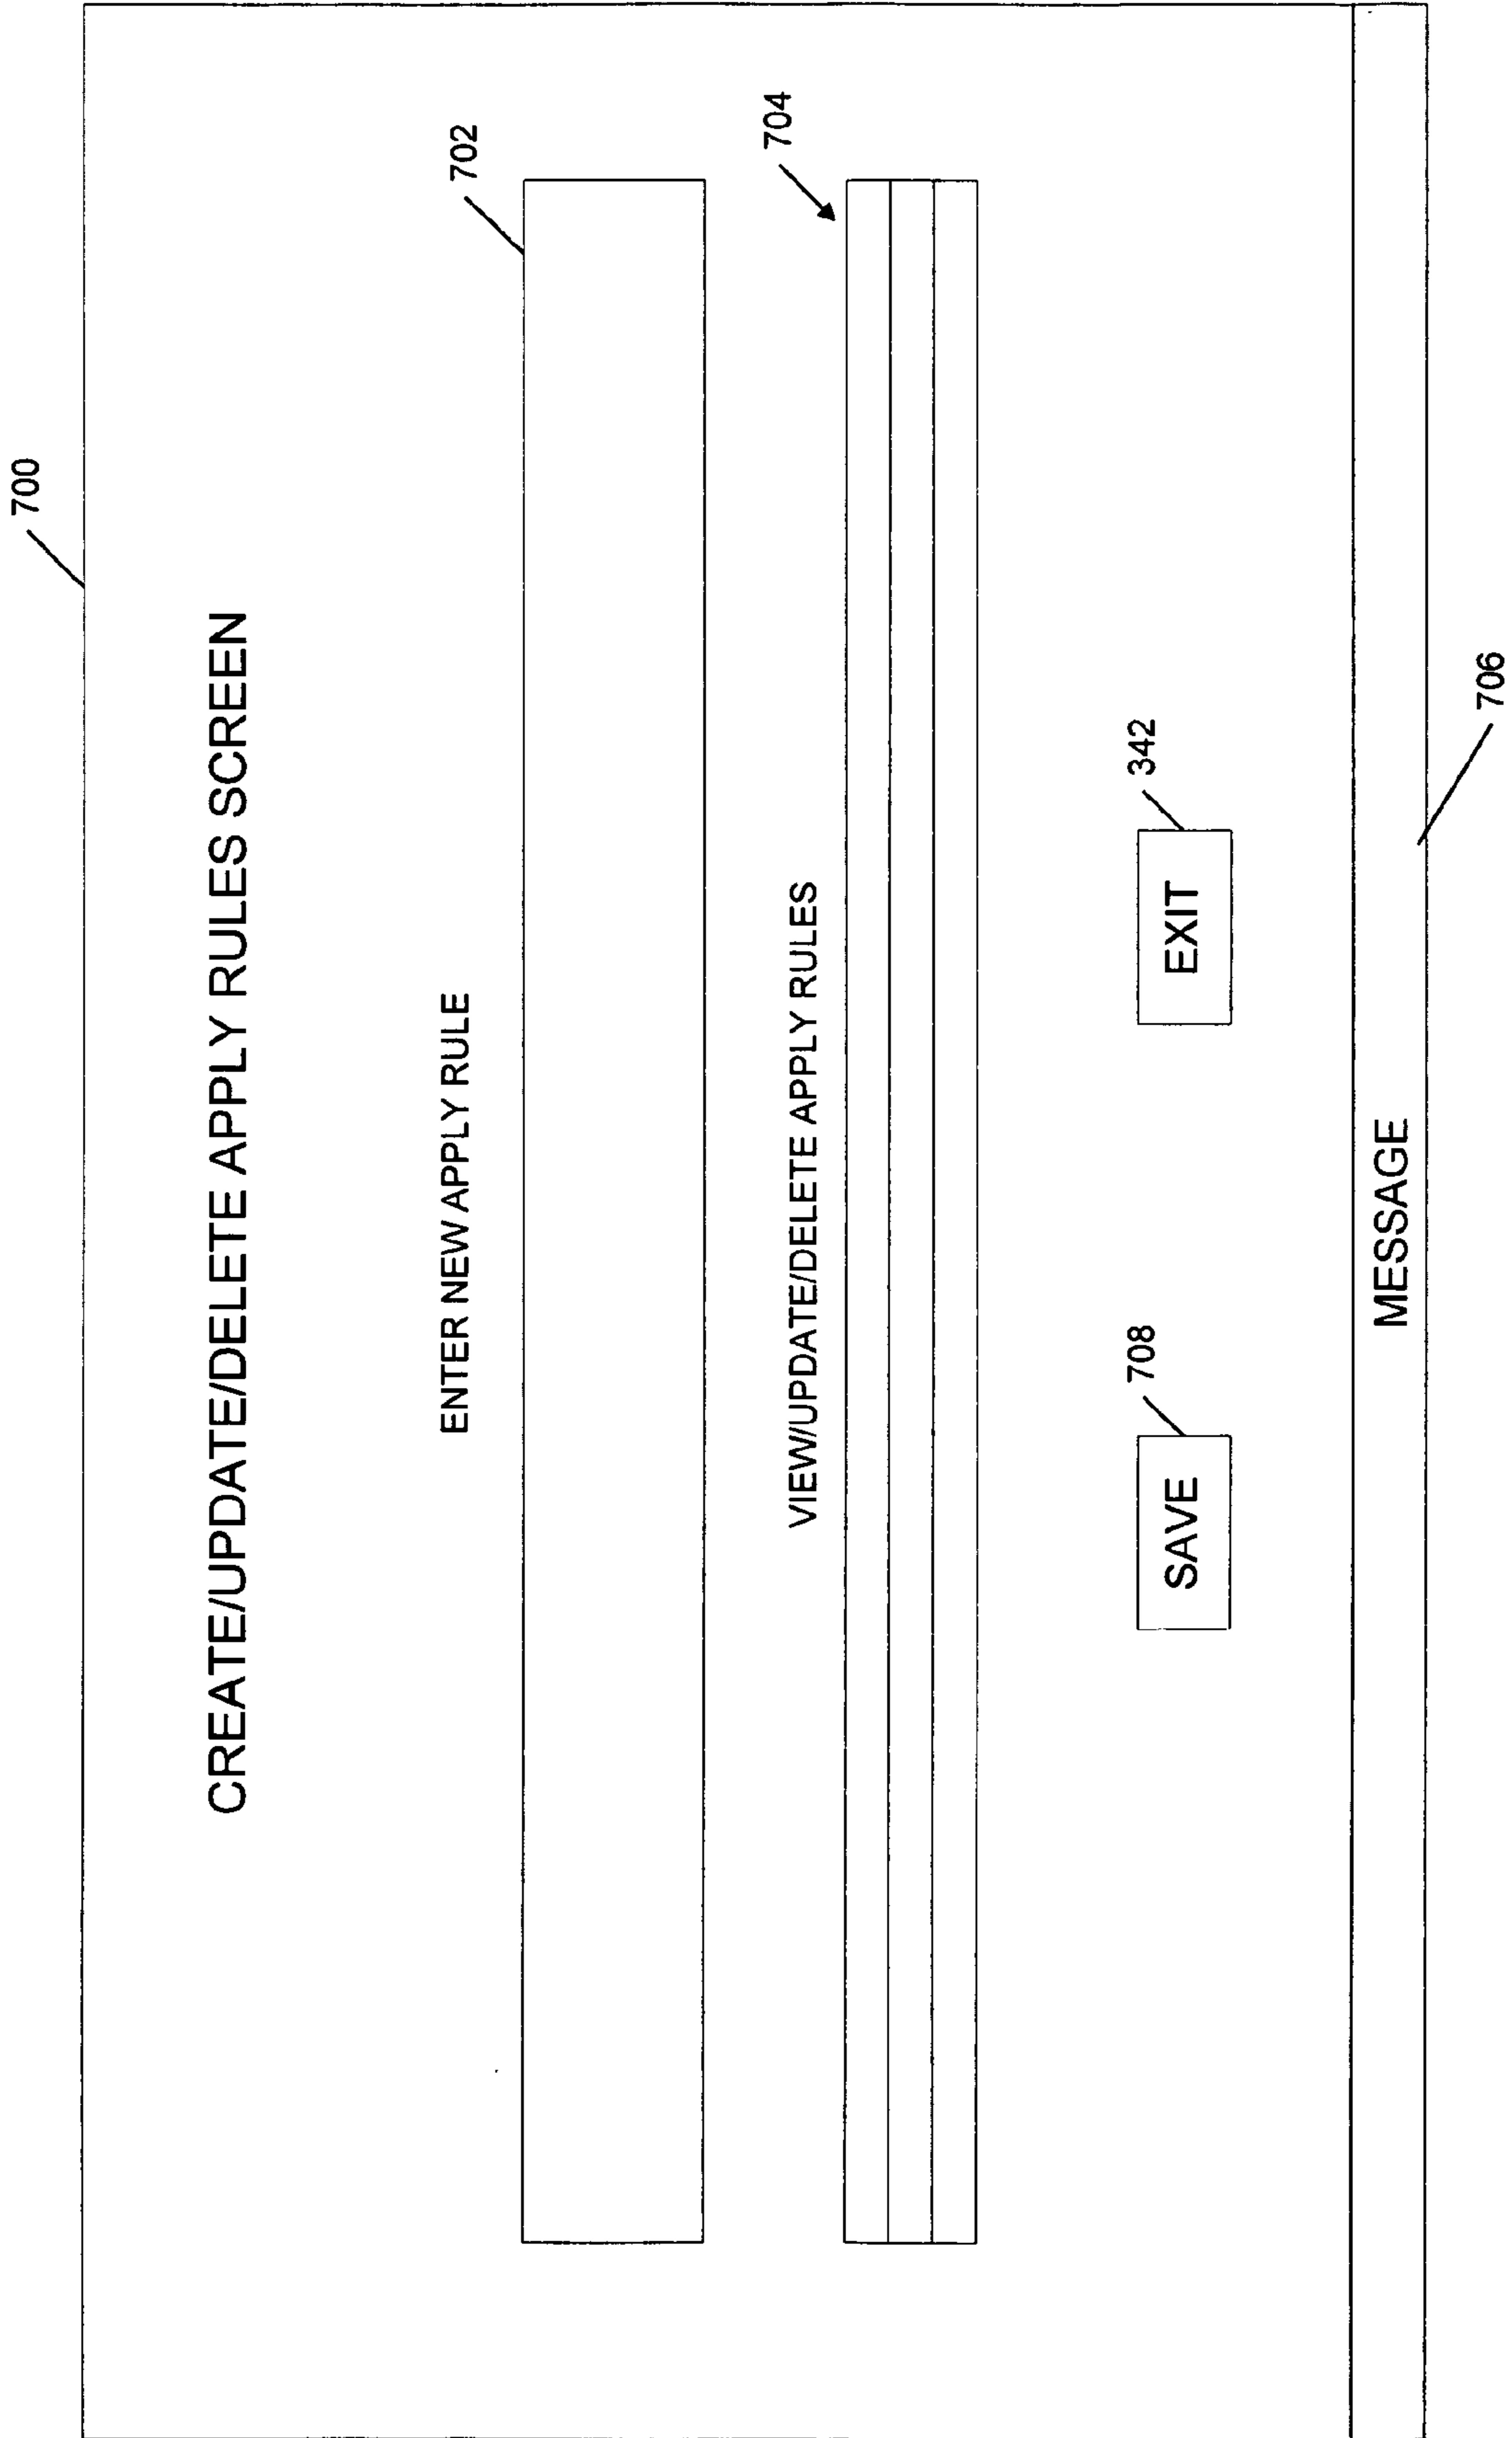 700
CREATE/UPDATE/DELETE APPLY RULES SCREEN
ENTER NEW APPLY RULE
702
VIEW/UPDATE/DELETE APPLY RULES
704
SAVE
708
EXIT
342
MESSAGE
706